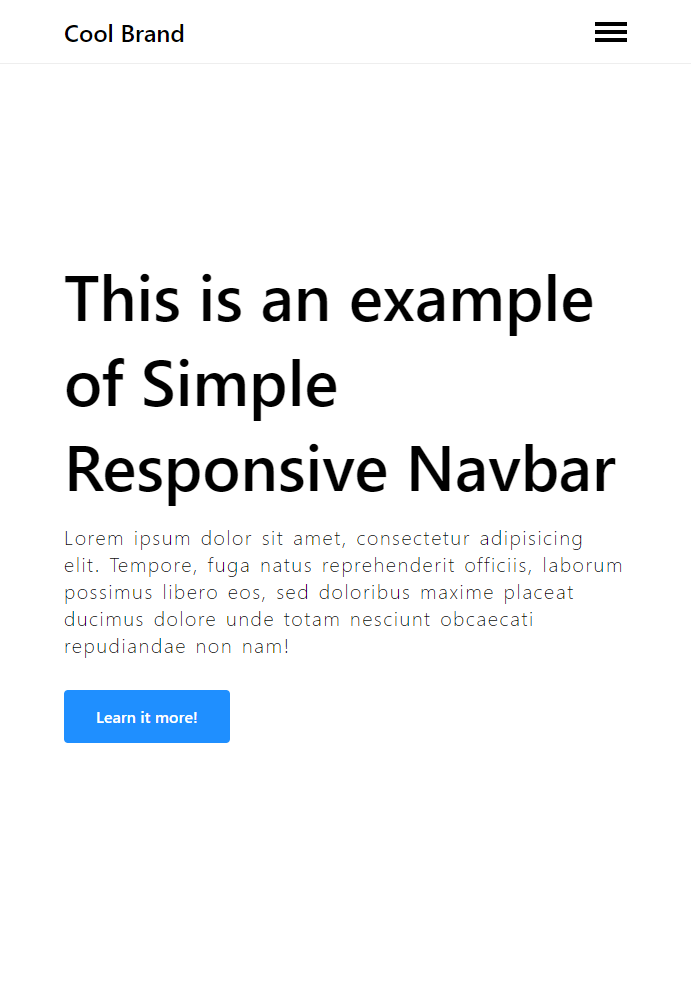 Cool Brand
This is an example
of Simple
Responsive Navbar
Lorem ipsum dolor sit amet, consectetur adipisicing
elit. Tempore, fuga natus reprehenderit officiis, laborum
possimus libero eos, sed doloribus maxime placeat
ducimus dolore unde totam nesciunt obcaecati
repudiandae non nam!
Learn it more!